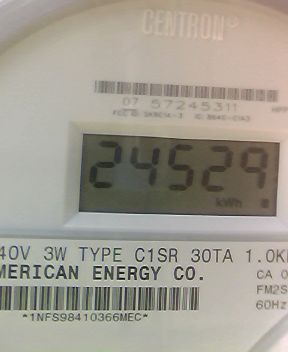 CENTRON®
07 57245311
24529
kWh
40V 3W TYPE C1SR 30TA 1.0K
MERICAN ENERGY CO.
CA 0
FM2S
60Hz
*1NFS98410366MEC*